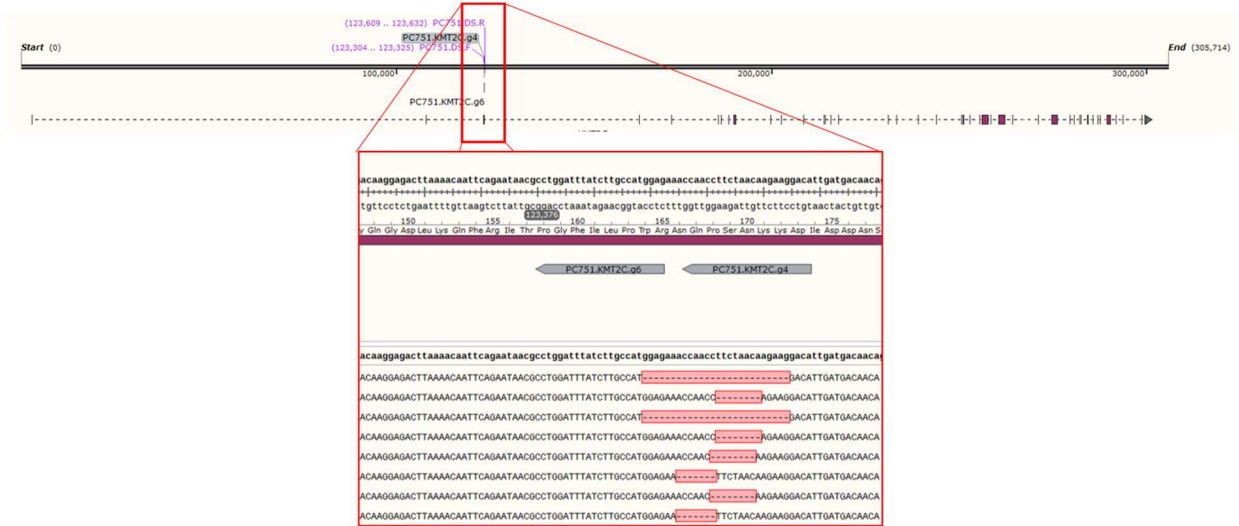 (123,609 .. 123,632) PC751.DS.R
PC751.KMT2C.g4
(123,304 .. 123,325) PC751.DS.F
Start (0)
End (305,714)
100,000 200,000 300,000
PC751.KMT2C.g6
acaaggagacttaaaacaattcagaataacgcctggatttatcttgccatggagaaaccaaccttctaacaagaaggacattgatgacaacag
tgttcctctgaattttgttaagtcttattgcggacctaaatagaacggtacctctttggttggaagattgttcttcctgtaactactgttgtc
123,376
150 155 160 165 170 175
y Gln Gly Asp Leu Lys Gln Phe Arg Ile Thr Pro Gly Phe Ile Leu Pro Trp Arg Asn Gln Pro Ser Asn Lys Lys Asp Ile Asp Asp Asn S
PC751.KMT2C.g6 PC751.KMT2C.g4
acaaggagacttaaaacaattcagaataacgcctggatttatcttgccatggagaaaccaaccttctaacaagaaggacattgatgacaacag
ACAAGGAGACTTAAAACAATTCAGAATAACGCCTGGATTTATCTTGCCAT--------------------------GACATTGATGACAACA
ACAAGGAGACTTAAAACAATTCAGAATAACGCCTGGATTTATCTTGCCATGGAGAAACCAACC--------AGAAGGACATTGATGACAACA
ACAAGGAGACTTAAAACAATTCAGAATAACGCCTGGATTTATCTTGCCAT--------------------------GACATTGATGACAACA
ACAAGGAGACTTAAAACAATTCAGAATAACGCCTGGATTTATCTTGCCATGGAGAAACCAACC--------AGAAGGACATTGATGACAACA
ACAAGGAGACTTAAAACAATTCAGAATAACGCCTGGATTTATCTTGCCATGGAGAAACCAAC--------AAGAAGGACATTGATGACAACA
ACAAGGAGACTTAAAACAATTCAGAATAACGCCTGGATTTATCTTGCCATGGAGAA-------TTCTAACAAGAAGGACATTGATGACAACA
ACAAGGAGACTTAAAACAATTCAGAATAACGCCTGGATTTATCTTGCCATGGAGAAACCAAC--------AAGAAGGACATTGATGACAACA
ACAAGGAGACTTAAAACAATTCAGAATAACGCCTGGATTTATCTTGCCATGGAGAA-------TTCTAACAAGAAGGACATTGATGACAACA